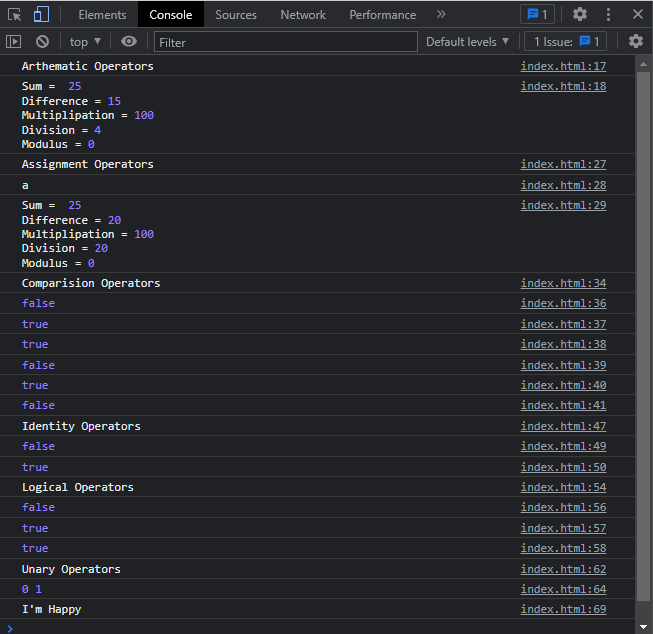 Elements Console Sources Network Performance 1
top Filter Default levels 1 Issue: 1
Arthematic Operators index.html:17
Sum =  25 index.html:18
Difference = 15
Multiplipation = 100
Division = 4
Modulus = 0
Assignment Operators index.html:27
a index.html:28
Sum =  25 index.html:29
Difference = 20
Multiplipation = 100
Division = 20
Modulus = 0
Comparision Operators index.html:34
false index.html:36
true index.html:37
true index.html:38
false index.html:39
true index.html:40
false index.html:41
Identity Operators index.html:47
false index.html:49
true index.html:50
Logical Operators index.html:54
false index.html:56
true index.html:57
true index.html:58
Unary Operators index.html:62
0 1 index.html:64
I'm Happy index.html:69